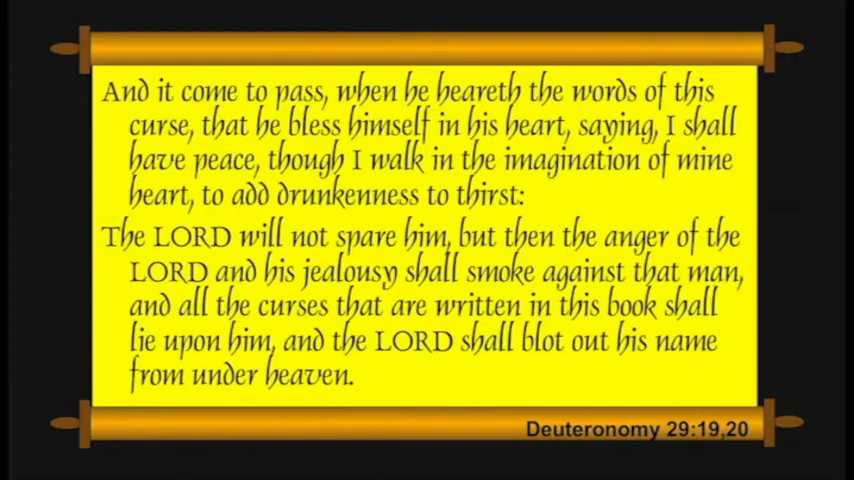 And it come to pass, when he heareth the words of this
curse, that he bless himself in his heart, saying, I shall
have peace, though I walk in the imagination of mine
heart, to add drunkenness to thirst:
The LORD will not spare him, but then the anger of the
LORD and his jealousy shall smoke against that man,
and all the curses that are written in this book shall
lie upon him, and the LORD shall blot out his name
from under heaven.
Deuteronomy 29:19,20